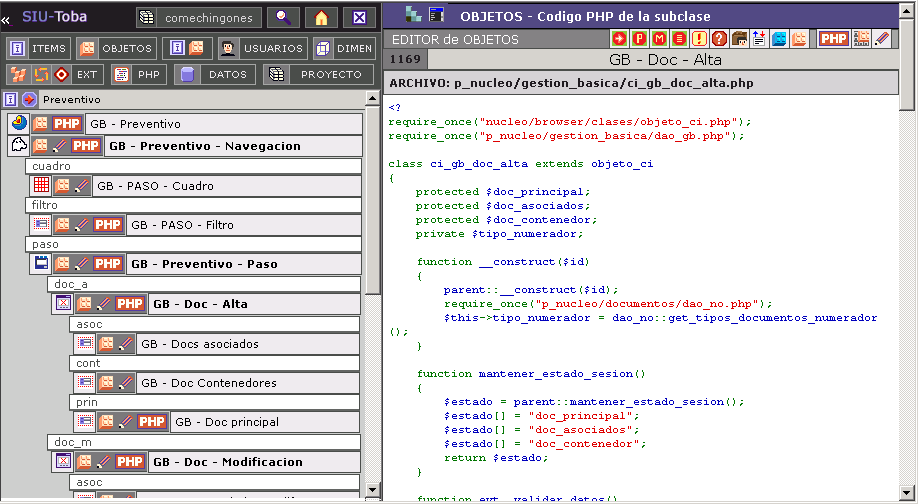 SIU-Toba
comechingones
ITEMS OBJETOS USUARIOS DIMEN
EXT PHP DATOS PROYECTO
Preventivo
PHP GB - Preventivo
PHP GB - Preventivo - Navegacion
cuadro
GB - PASO - Cuadro
filtro
PHP GB - PASO - Filtro
paso
PHP GB - Preventivo - Paso
doc_a
PHP GB - Doc - Alta
asoc
GB - Docs asociados
cont
GB - Doc Contenedores
prin
PHP GB - Doc principal
doc_m
PHP GB - Doc - Modificacion
asoc
OBJETOS - Codigo PHP de la subclase
EDITOR de OBJETOS P M PHP
1169 GB - Doc - Alta
ARCHIVO: p_nucleo/gestion_basica/ci_gb_doc_alta.php
<?
require_once("nucleo/browser/clases/objeto_ci.php");
require_once("p_nucleo/gestion_basica/dao_gb.php");
class ci_gb_doc_alta extends objeto_ci
{
protected $doc_principal;
protected $doc_asociados;
protected $doc_contenedor;
private $tipo_numerador;
function __construct($id)
{
parent::__construct($id);
require_once("p_nucleo/documentos/dao_no.php");
$this->tipo_numerador = dao_no::get_tipos_documentos_numerador
();
}
function mantener_estado_sesion()
{
$estado = parent::mantener_estado_sesion();
$estado[] = "doc_principal";
$estado[] = "doc_asociados";
$estado[] = "doc_contenedor";
return $estado;
}
function evt__validar_datos()